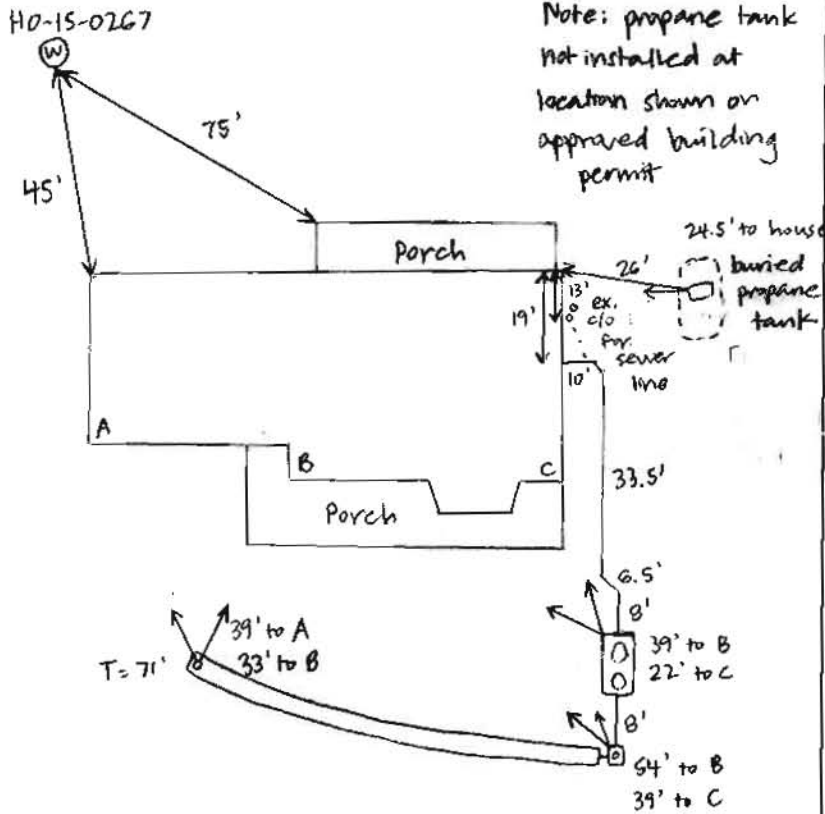 HO-15-0267
W
Note: propane tank
not installed at
location shown on
approved building
permit
75'
45'
24.5' to house
Porch
26'
buried
propane
tank
13'
ex.
c/o
for
sewer
line
19'
10'
A
B
C
33.5'
Porch
6.5'
8'
39' to A
33' to B
T = 71'
39' to B
22' to C
8'
54' to B
39' to C